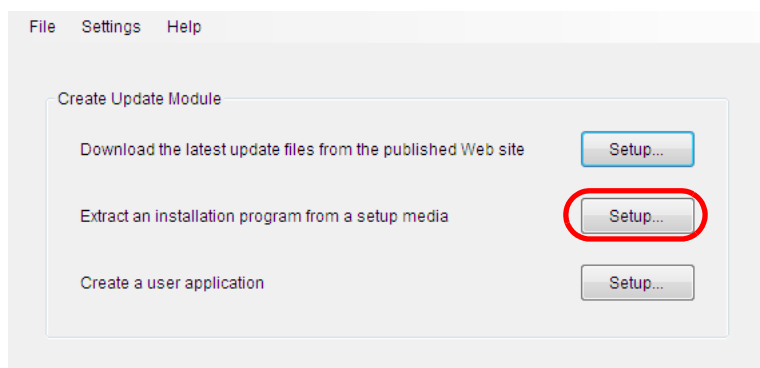 File Settings Help
Create Update Module
Download the latest update files from the published Web site Setup...
Extract an installation program from a setup media Setup...
Create a user application Setup...